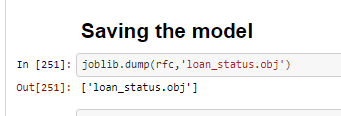 Saving the model
In [251]: joblib.dump(rfc,'loan_status.obj')
Out[251]: ['loan_status.obj']